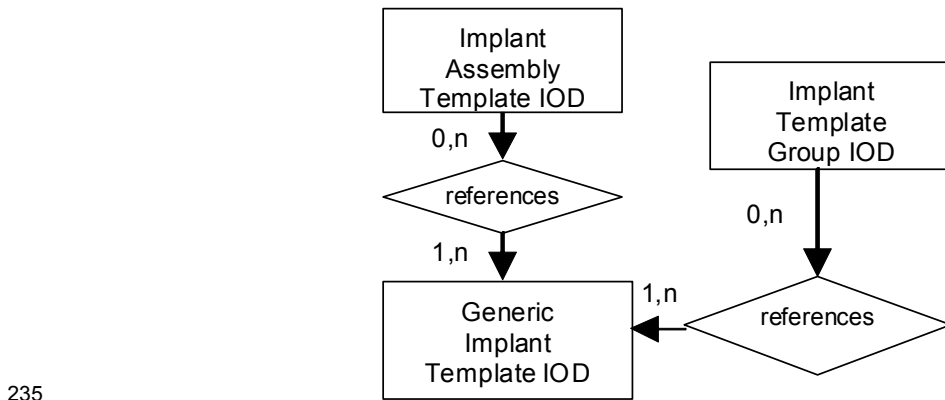 Implant
Assembly
Template IOD
0,n
references
1,n
Generic
Implant
Template IOD
Implant
Template
Group IOD
0,n
references
1,n
235